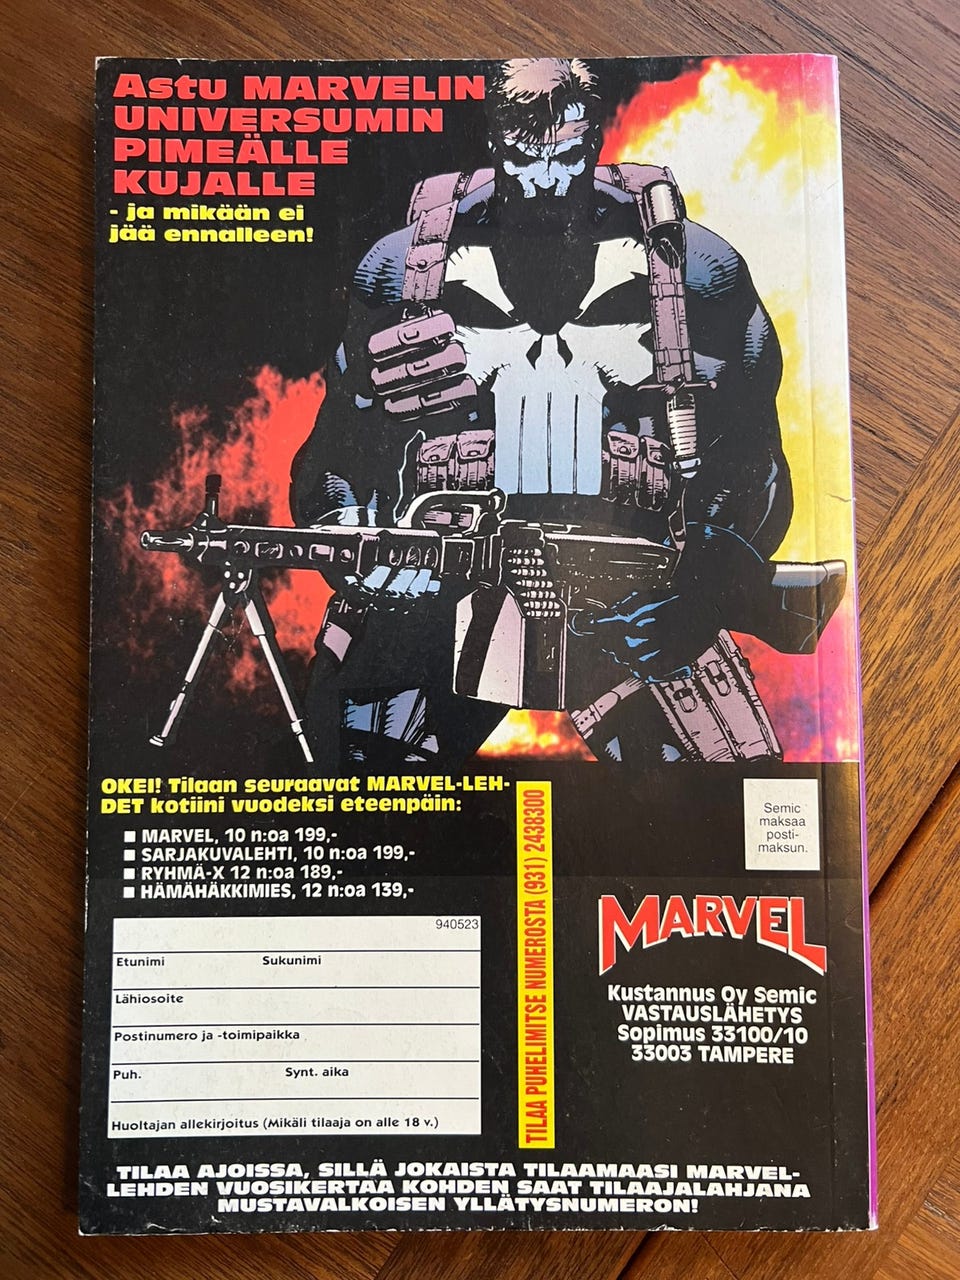 Astu MARVELIN
UNIVERSUMIN
PIMEÄLLE
KUJALLE
- ja mikään ei
jää ennalleen!
OKEI! Tilaan seuraavat MARVEL-LEH-
DET kotiini vuodeksi eteenpäin:
■ MARVEL, 10 n:oa 199,-
■ SARJAKUVALEHTI, 10 n:oa 199,-
■ RYHMÄ-X 12 n:oa 189,-
■ HÄMÄHÄKKIMIES, 12 n:oa 139,-
940523
Etunimi Sukunimi
Lähiosoite
Postinumero ja -toimipaikka
Puh. Synt. aika
Huoltajan allekirjoitus (Mikäli tilaaja on alle 18 v.)
TILAA PUHELIMITSE NUMEROSTA (931) 2438300
Semic
maksaa
posti-
maksun.
MARVEL
Kustannus Oy Semic
VASTAUSLÄHETYS
Sopimus 33100/10
33003 TAMPERE
TILAA AJOISSA, SILLÄ JOKAISTA TILAAMAASI MARVEL-
LEHDEN VUOSIKERTAA KOHDEN SAAT TILAAJALAHJANA
MUSTAVALKOISEN YLLÄTYSNUMERON!